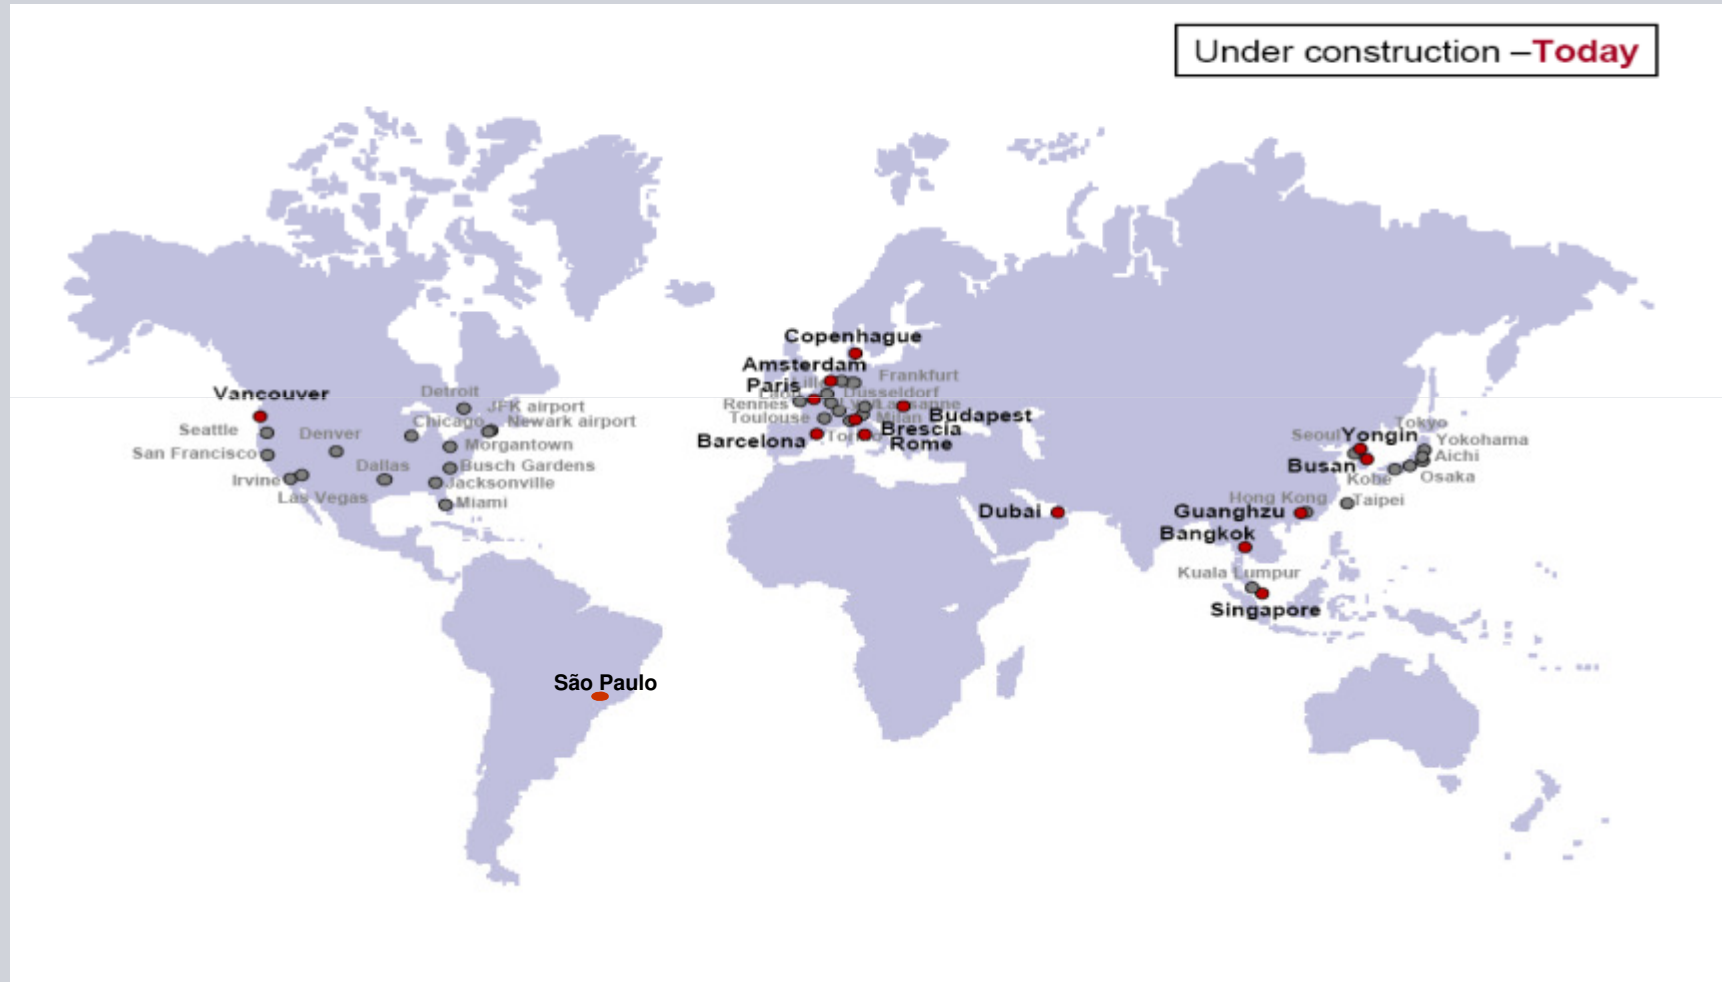 Under construction –Today
Copenhague
Amsterdam
Frankfurt
Paris
Dusseldorf
Vancouver
Detroit
JFK airport
Rennes
Lausanne
Chicago
Newark airport
Toulouse
Milan
Budapest
Seattle
Denver
Brescia
Tokyo
Barcelona
Torino
Rome
Seoul
Yongin
Yokohama
San Francisco
Morgantown
Aichi
Dallas
Busch Gardens
Busan
Irvine
Jacksonville
Kobe
Osaka
Las Vegas
Miami
Hong Kong
Taipei
Dubai
Guanghzu
Bangkok
Kuala Lumpur
Singapore
São Paulo